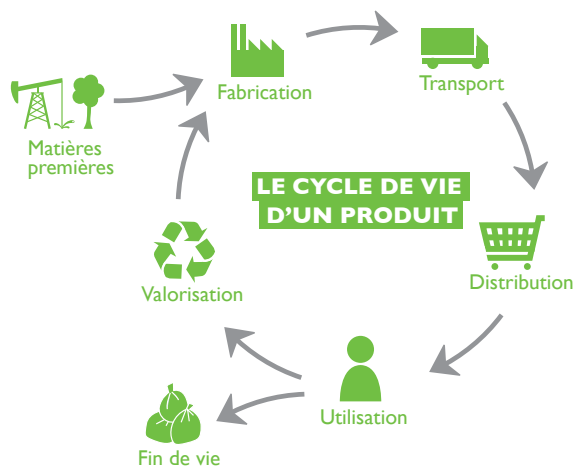 Fabrication
Transport
Matières
premières
LE CYCLE DE VIE
D'UN PRODUIT
Distribution
Valorisation
Utilisation
Fin de vie